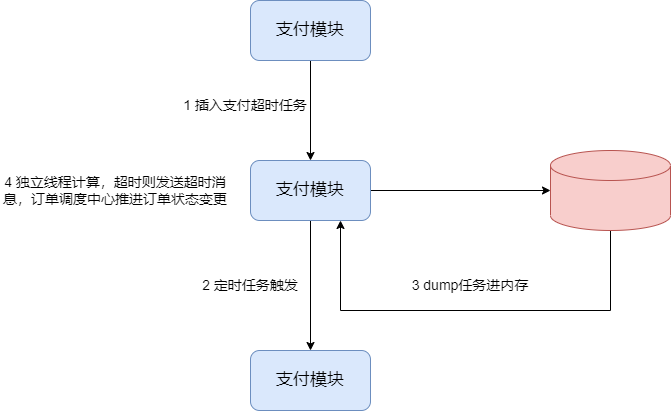 支付模块
1 插入支付超时任务
4 独立线程计算，超时则发送超时消
息，订单调度中心推进订单状态变更
支付模块
2 定时任务触发
3 dump任务进内存
支付模块